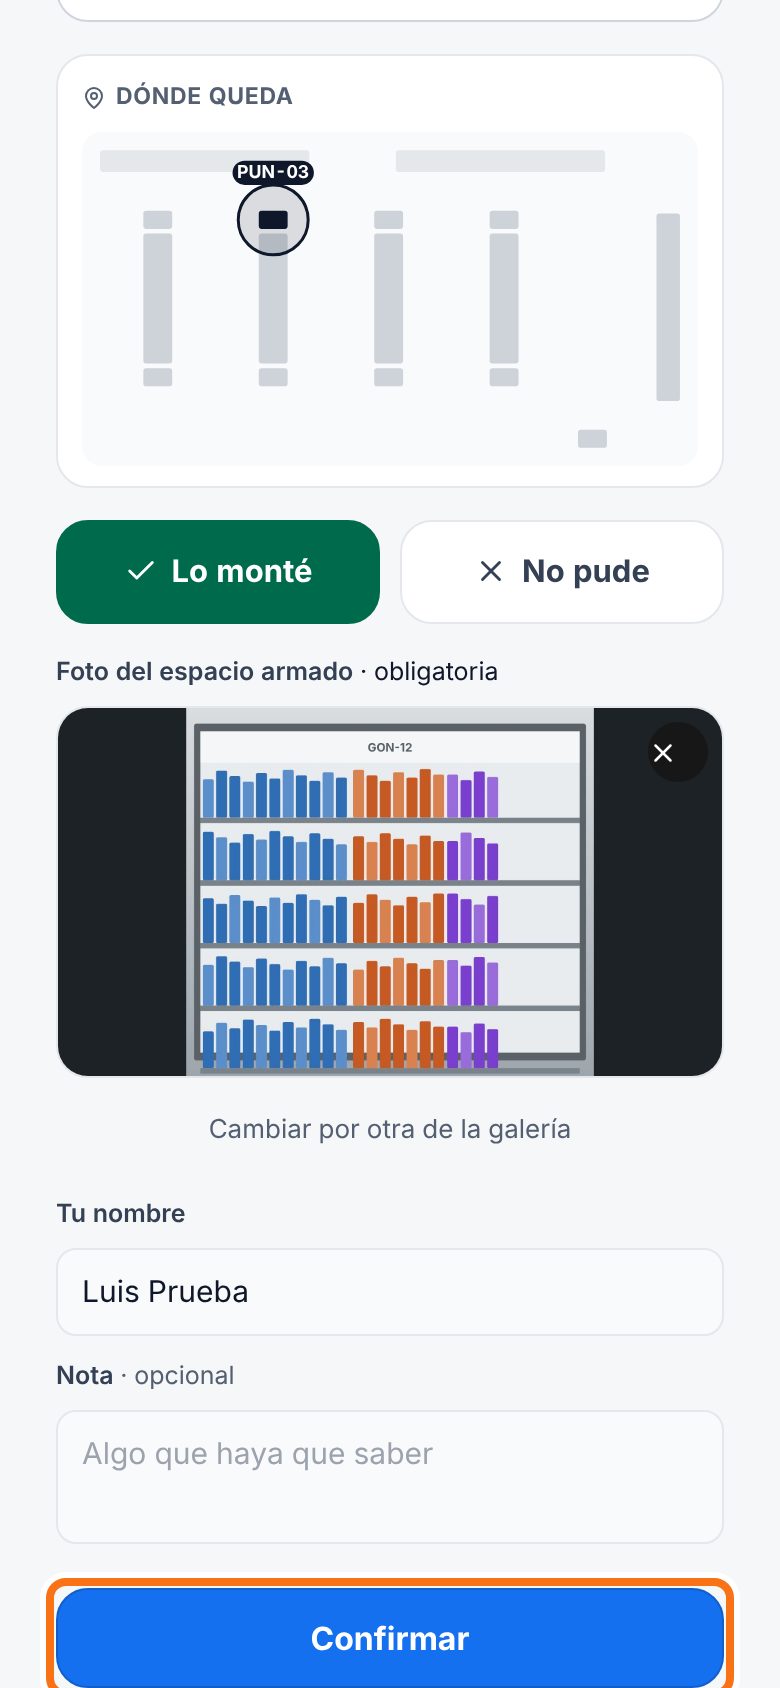 DÓNDE QUEDA
PUN-03
Lo monté
No pude
Foto del espacio armado · obligatoria
GON-12
Cambiar por otra de la galería
Tu nombre
Luis Prueba
Nota · opcional
Algo que haya que saber
Confirmar